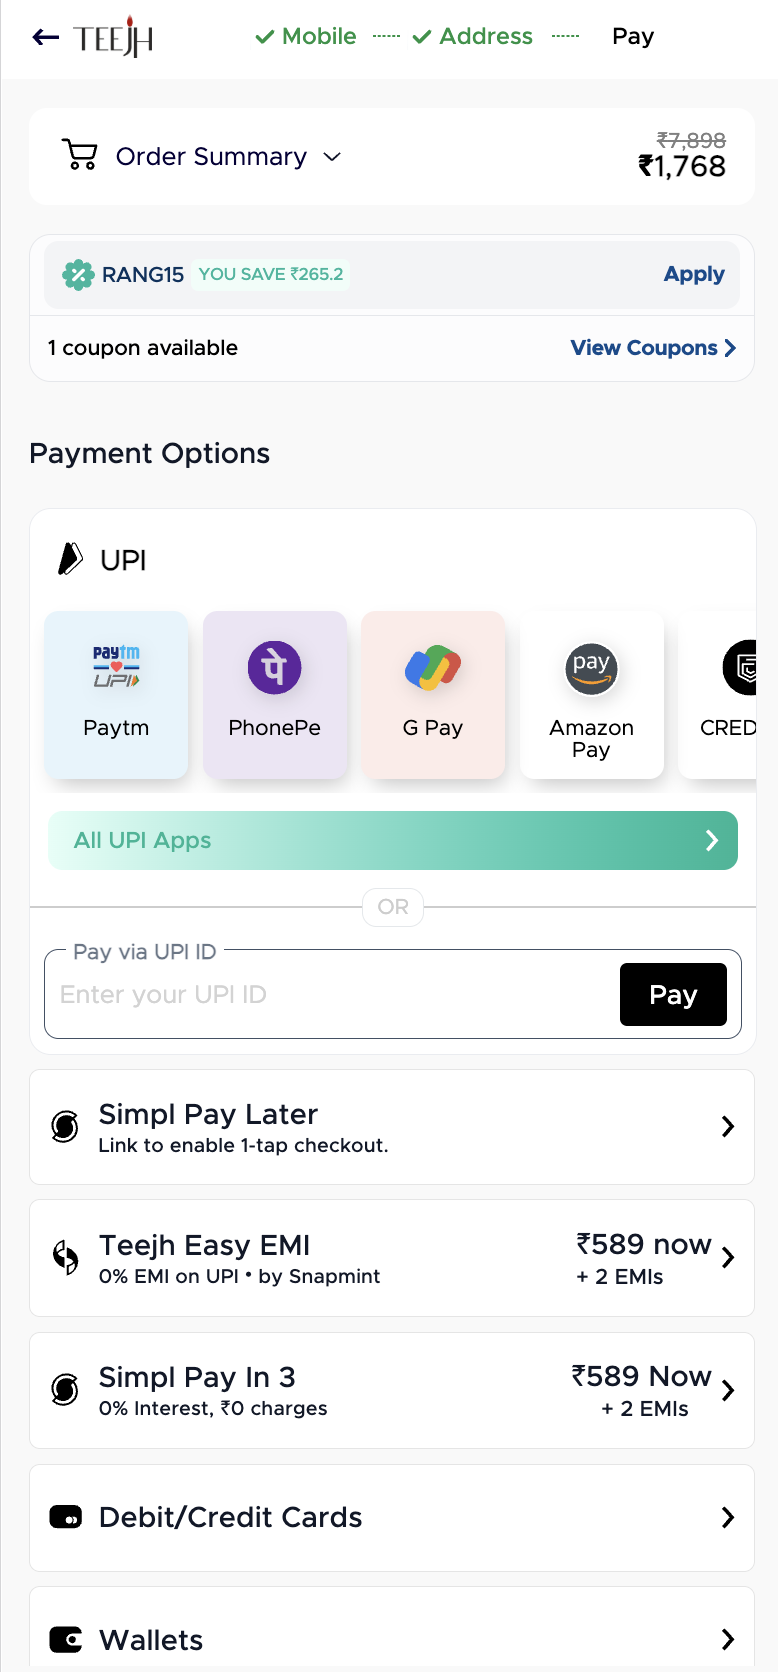 TEEJH
Mobile
Address
Pay
Order Summary
₹7,898
₹1,768
RANG15
YOU SAVE ₹265.2
Apply
1 coupon available
View Coupons
Payment Options
UPI
paytm
UPI
Paytm
पे
PhonePe
G Pay
pay
Amazon
Pay
CRED
All UPI Apps
OR
Pay via UPI ID
Enter your UPI ID
Pay
Simpl Pay Later
Link to enable 1-tap checkout.
Teejh Easy EMI
0% EMI on UPI • by Snapmint
₹589 now
+ 2 EMIs
Simpl Pay In 3
0% Interest, ₹0 charges
₹589 Now
+ 2 EMIs
Debit/Credit Cards
Wallets